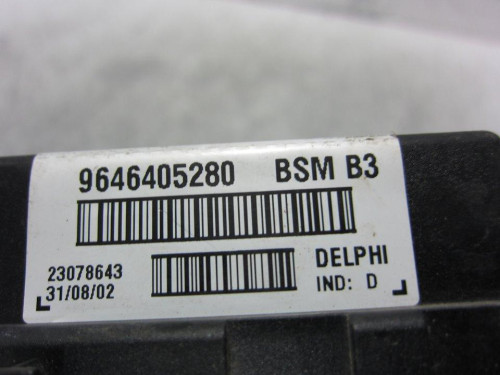 9646405280 BSM B3
23078643 DELPHI
31/08/02 IND: D